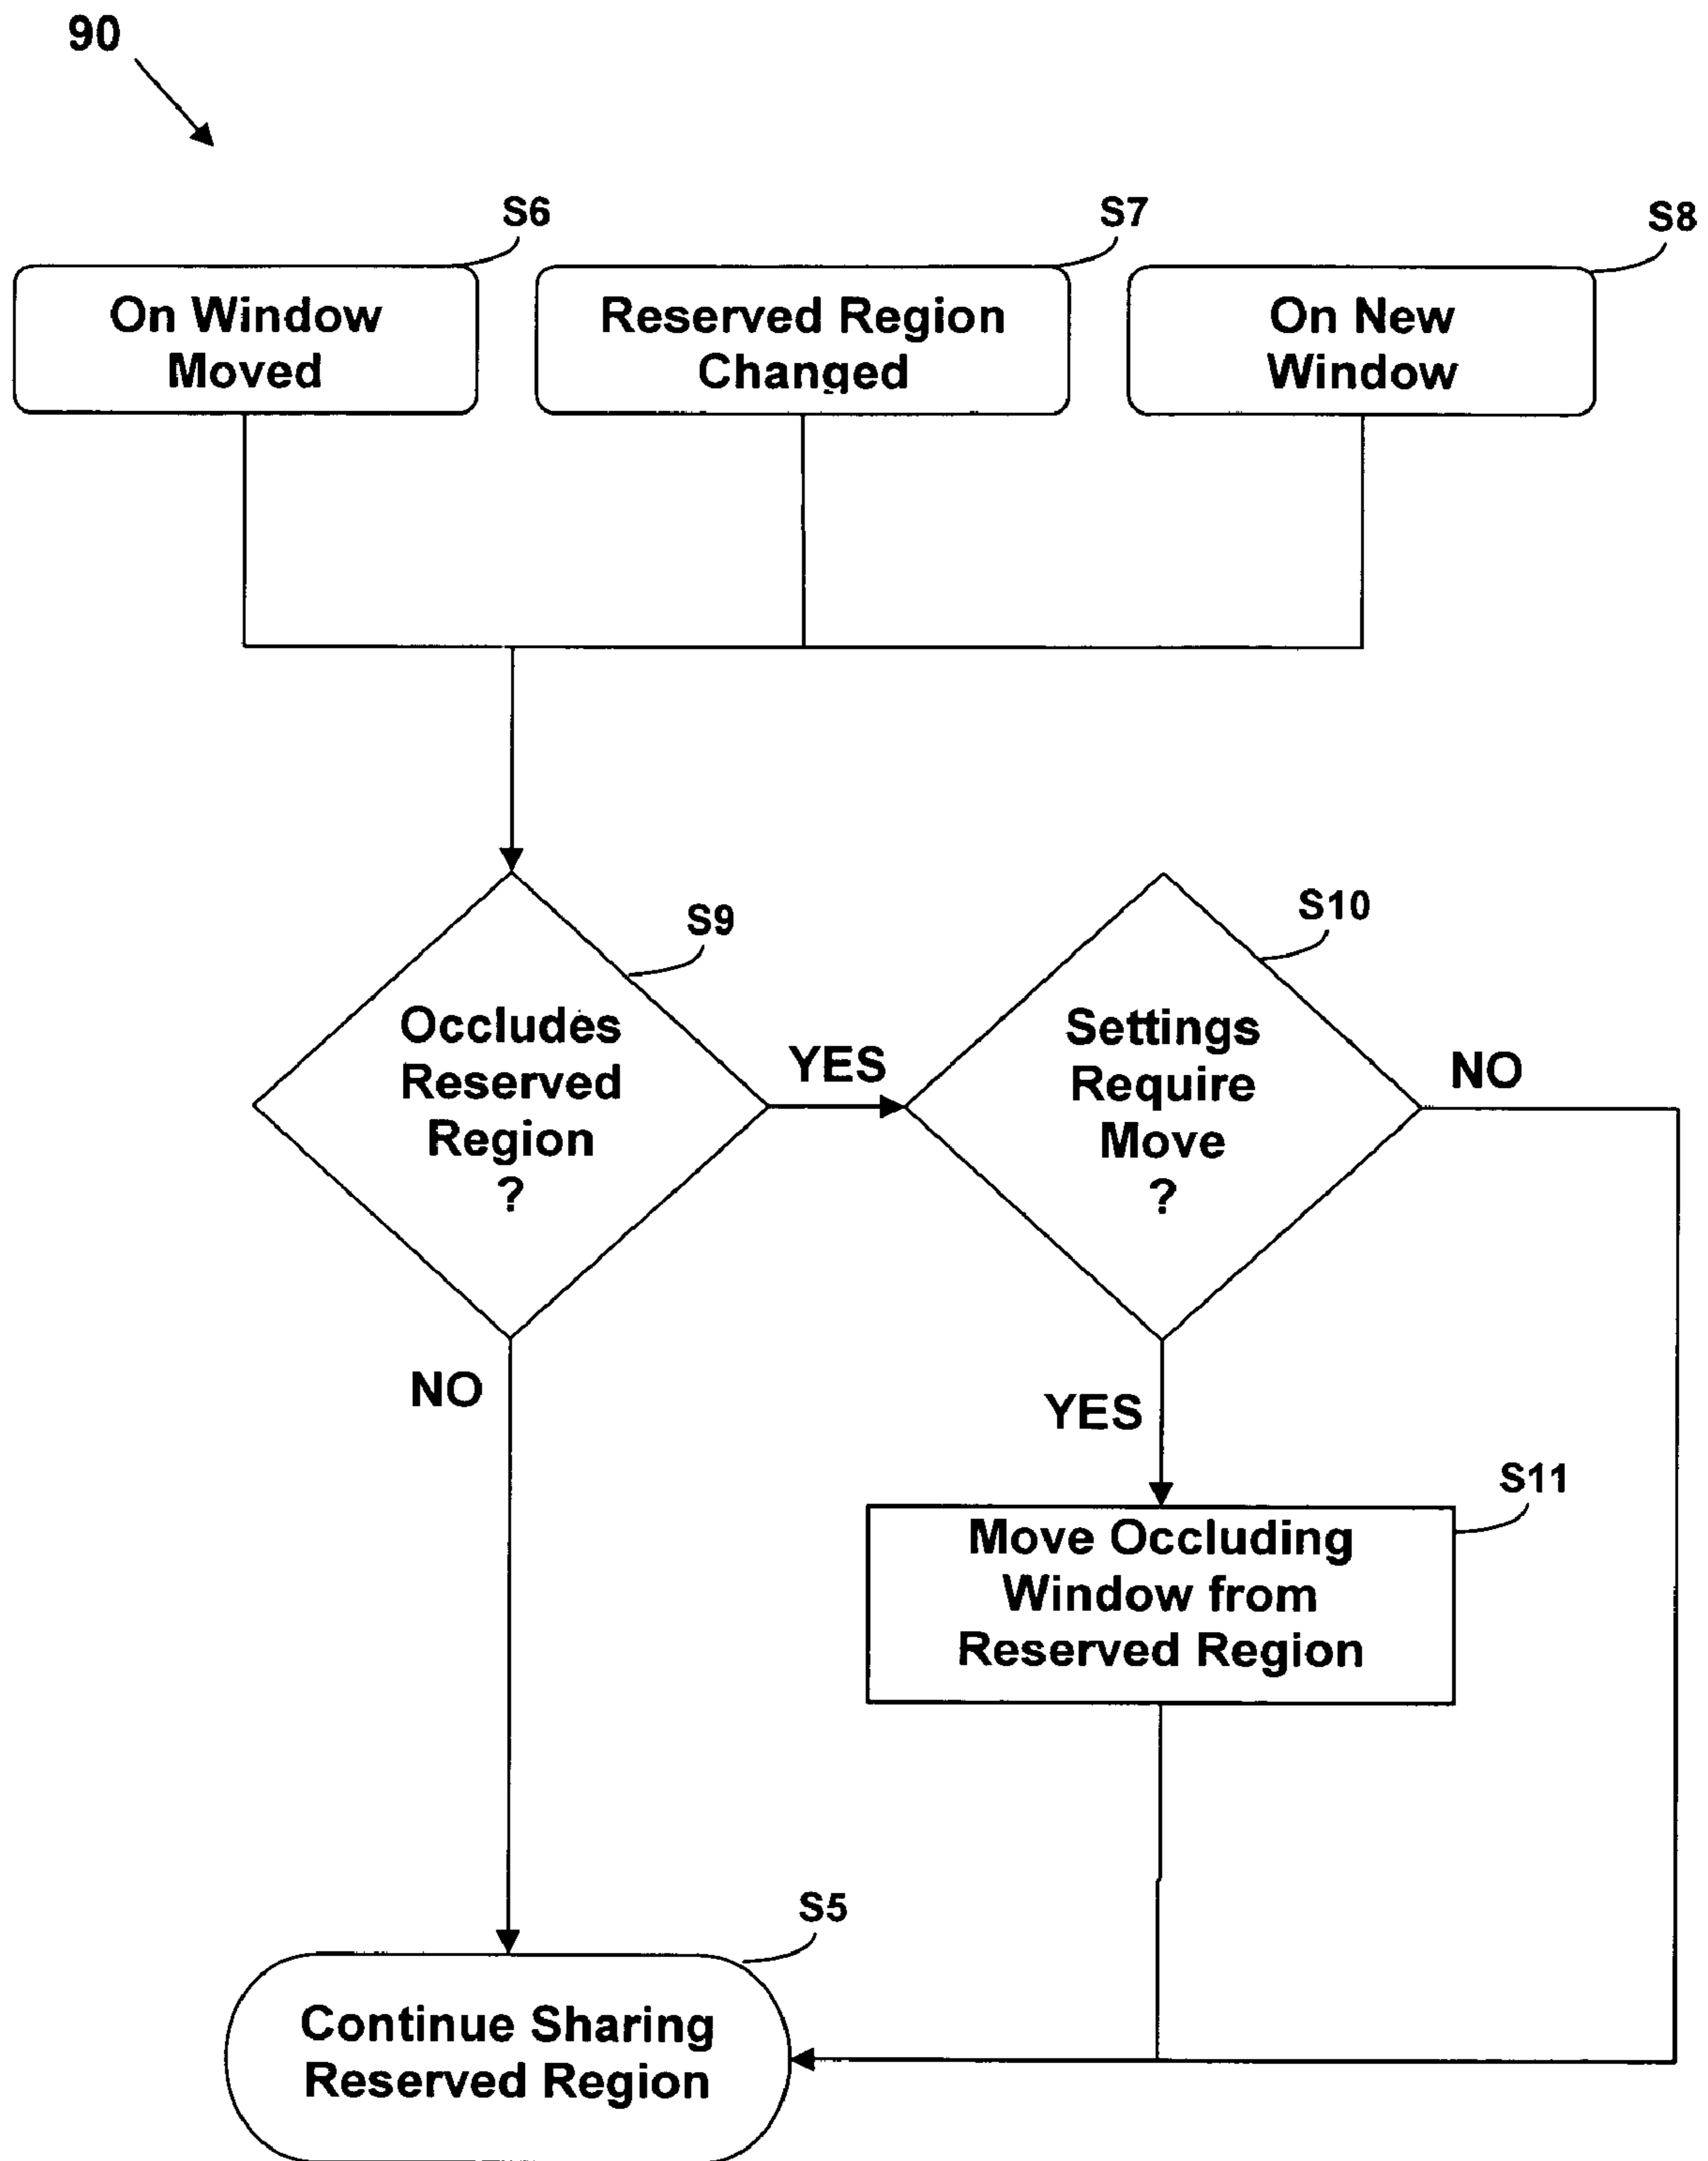 90
S6
S7
S8
On Window
Moved
Reserved Region
Changed
On New
Window
S9
S10
Occludes
Reserved
Region
?
YES
Settings
Require
Move
?
NO
NO
YES
S11
Move Occluding
Window from
Reserved Region
S5
Continue Sharing
Reserved Region